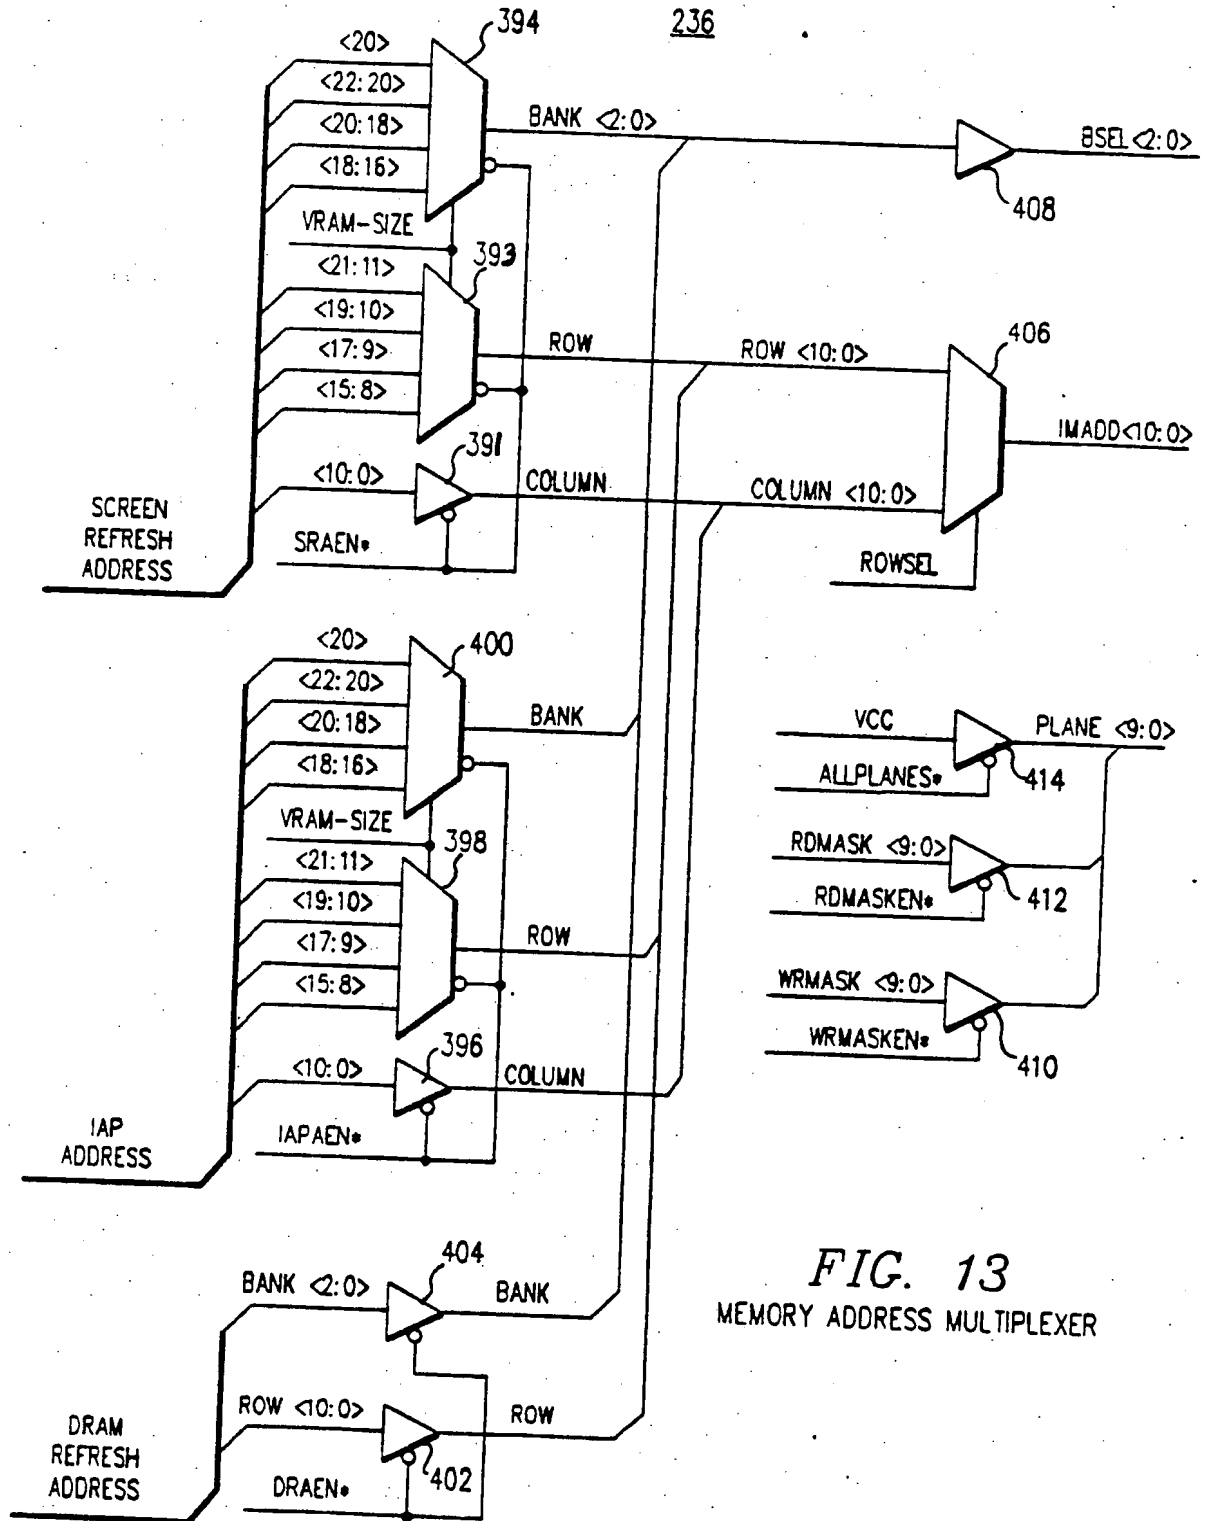 236
394
<20>
<22:20>
<20:18>
<18:16>
BANK <2:0>
BSEL<2:0>
408
VRAM-SIZE
393
<21:11>
<19:10>
<17:9>
<15:8>
ROW
ROW <10:0>
406
IMADD<10:0>
391
<10:0>
COLUMN
COLUMN <10:0>
SCREEN
REFRESH
ADDRESS
SRAEN*
ROWSEL
400
<20>
<22:20>
<20:18>
<18:16>
BANK
VCC
PLANE <9:0>
ALLPLANES*
414
VRAM-SIZE
398
<21:11>
<19:10>
<17:9>
<15:8>
ROW
RDMASK <9:0>
RDMASKEN*
412
WRMASK <9:0>
WRMASKEN*
410
396
<10:0>
COLUMN
IAP
ADDRESS
IAPAEN*
404
BANK <2:0>
BANK
FIG. 13
MEMORY ADDRESS MULTIPLEXER
ROW <10:0>
ROW
402
DRAM
REFRESH
ADDRESS
DRAEN*